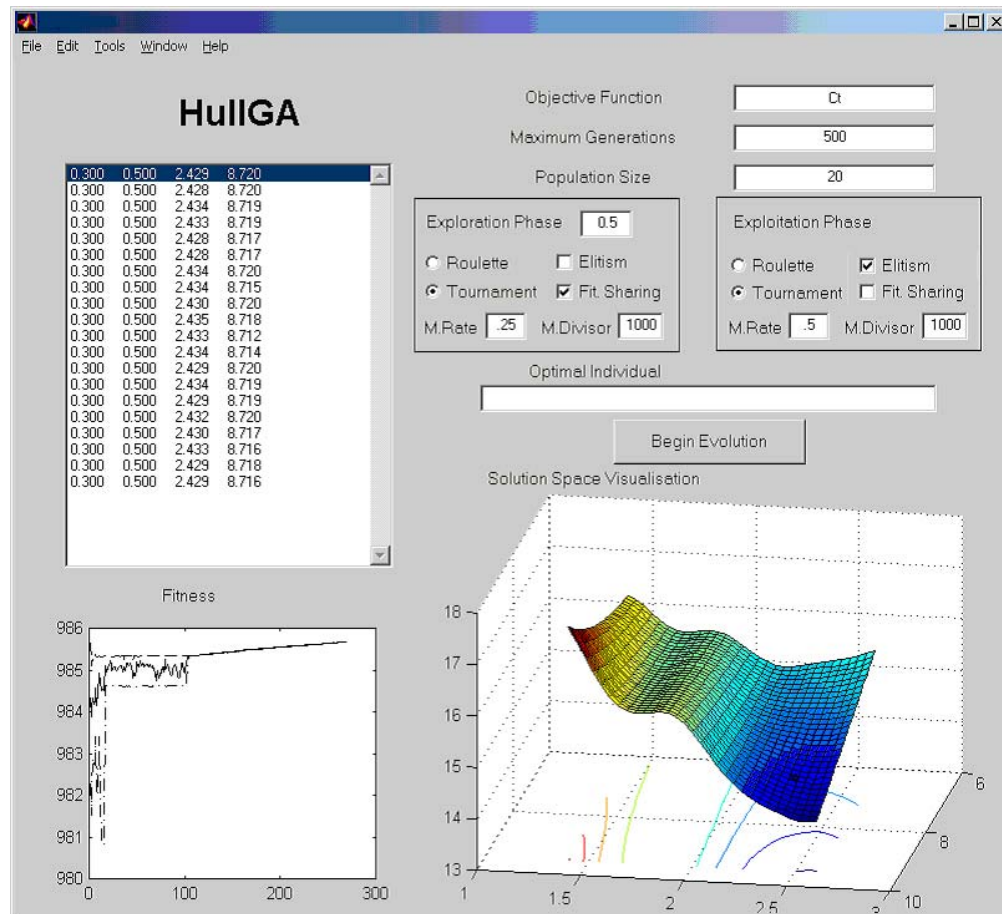 File Edit Tools Window Help
HullGA
Objective Function Ct
Maximum Generations 500
Population Size 20
0.300 0.500 2.429 8.720
0.300 0.500 2.428 8.720
0.300 0.500 2.434 8.719
0.300 0.500 2.433 8.719
0.300 0.500 2.428 8.717
0.300 0.500 2.428 8.717
0.300 0.500 2.434 8.720
0.300 0.500 2.434 8.715
0.300 0.500 2.430 8.720
0.300 0.500 2.435 8.718
0.300 0.500 2.433 8.712
0.300 0.500 2.434 8.714
0.300 0.500 2.429 8.720
0.300 0.500 2.434 8.719
0.300 0.500 2.429 8.719
0.300 0.500 2.432 8.720
0.300 0.500 2.430 8.717
0.300 0.500 2.433 8.716
0.300 0.500 2.429 8.718
0.300 0.500 2.429 8.716
Exploration Phase 0.5
Roulette Elitism
Tournament Fit. Sharing
M.Rate .25 M.Divisor 1000
Exploitation Phase
Roulette Elitism
Tournament Fit. Sharing
M.Rate .5 M.Divisor 1000
Optimal Individual
Begin Evolution
Solution Space Visualisation
Fitness
986
985
984
983
982
981
980
0 100 200 300
18
17
16
15
14
13
1 1.5 2 2.5 3
10
8
6